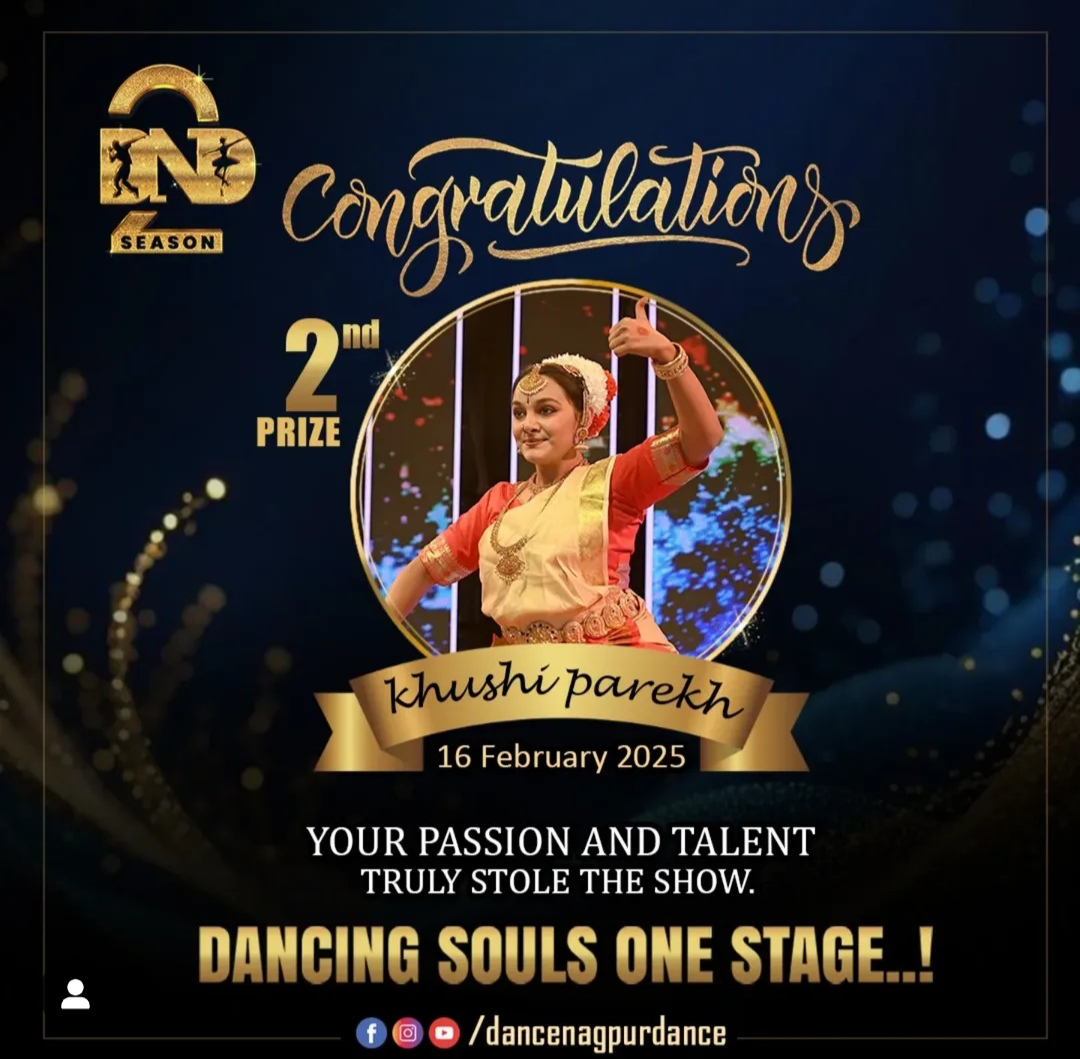 DND
2
SEASON
Congratulations
2nd
PRIZE
khushi parekh
16 February 2025
YOUR PASSION AND TALENT
TRULY STOLE THE SHOW.
DANCING SOULS ONE STAGE..!
/dancenagpurdance